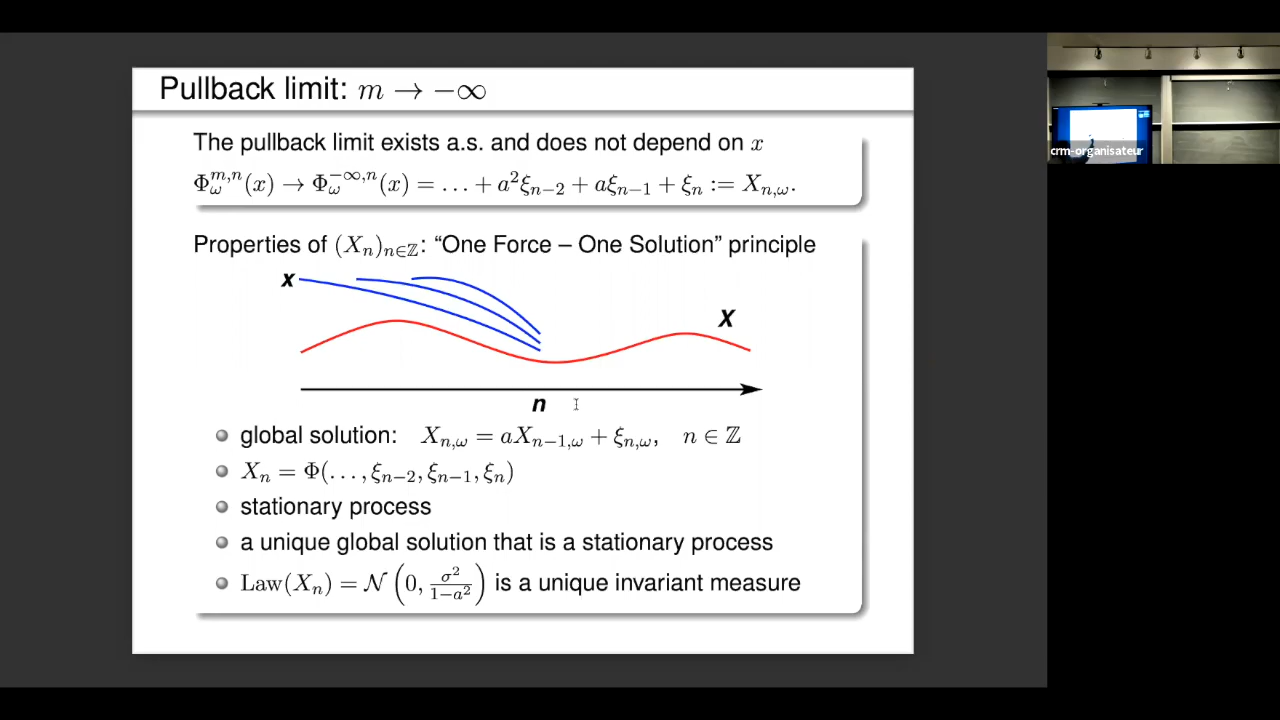 Pullback limit: m → −∞
The pullback limit exists a.s. and does not depend on x
Φ_ω^{m,n}(x) → Φ_ω^{−∞,n}(x) = … + a²ξ_{n−2} + aξ_{n−1} + ξ_n := X_{n,ω}.
Properties of (X_n)_{n∈ℤ}: “One Force – One Solution” principle
x
X
n
global solution: X_{n,ω} = aX_{n−1,ω} + ξ_{n,ω}, n ∈ ℤ
X_n = Φ(…, ξ_{n−2}, ξ_{n−1}, ξ_n)
stationary process
a unique global solution that is a stationary process
Law(X_n) = 𝒩(0, σ²/(1−a²)) is a unique invariant measure
crm-organisateur